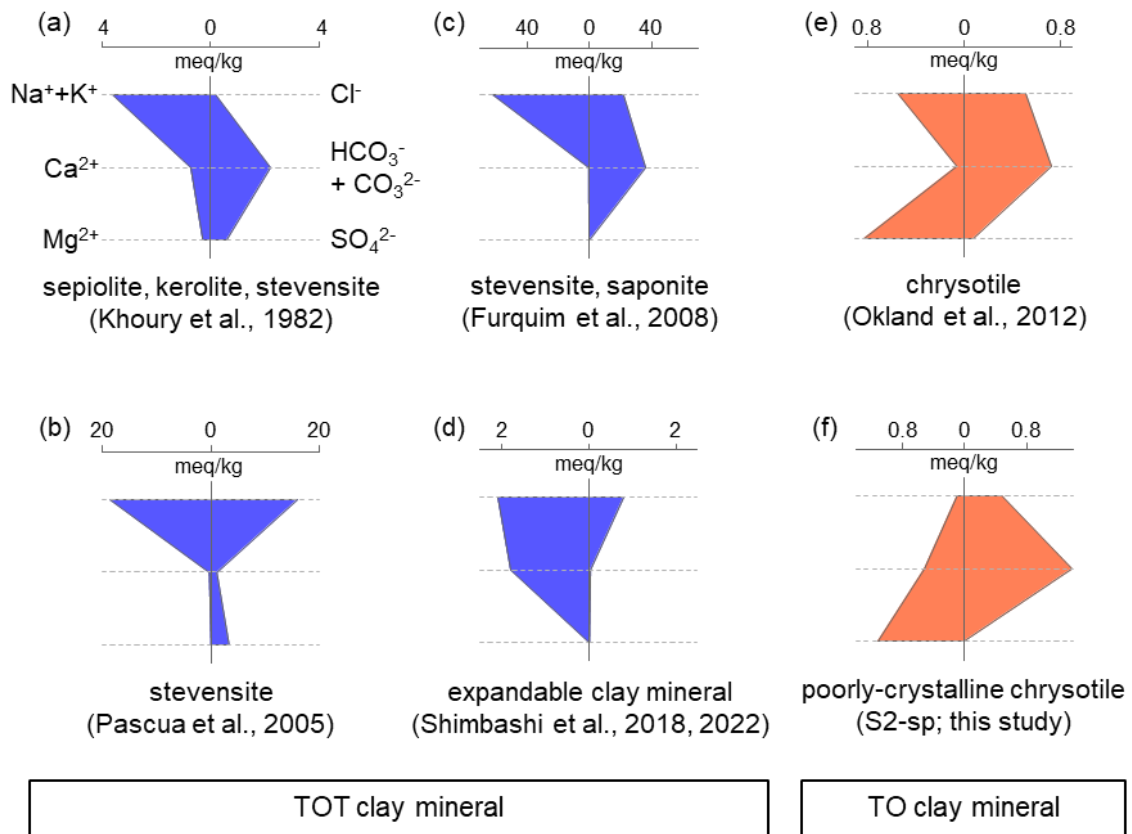 (a)
4 0 4
meq/kg
Na⁺+K⁺
Cl⁻
Ca²⁺
HCO₃⁻
+ CO₃²⁻
Mg²⁺
SO₄²⁻
sepiolite, kerolite, stevensite
(Khoury et al., 1982)
(c)
40 0 40
meq/kg
stevensite, saponite
(Furquim et al., 2008)
(e)
0.8 0 0.8
meq/kg
chrysotile
(Okland et al., 2012)
(b)
20 0 20
meq/kg
stevensite
(Pascua et al., 2005)
(d)
2 0 2
meq/kg
expandable clay mineral
(Shimbashi et al., 2018, 2022)
(f)
0.8 0 0.8
meq/kg
poorly-crystalline chrysotile
(S2-sp; this study)
TOT clay mineral
TO clay mineral